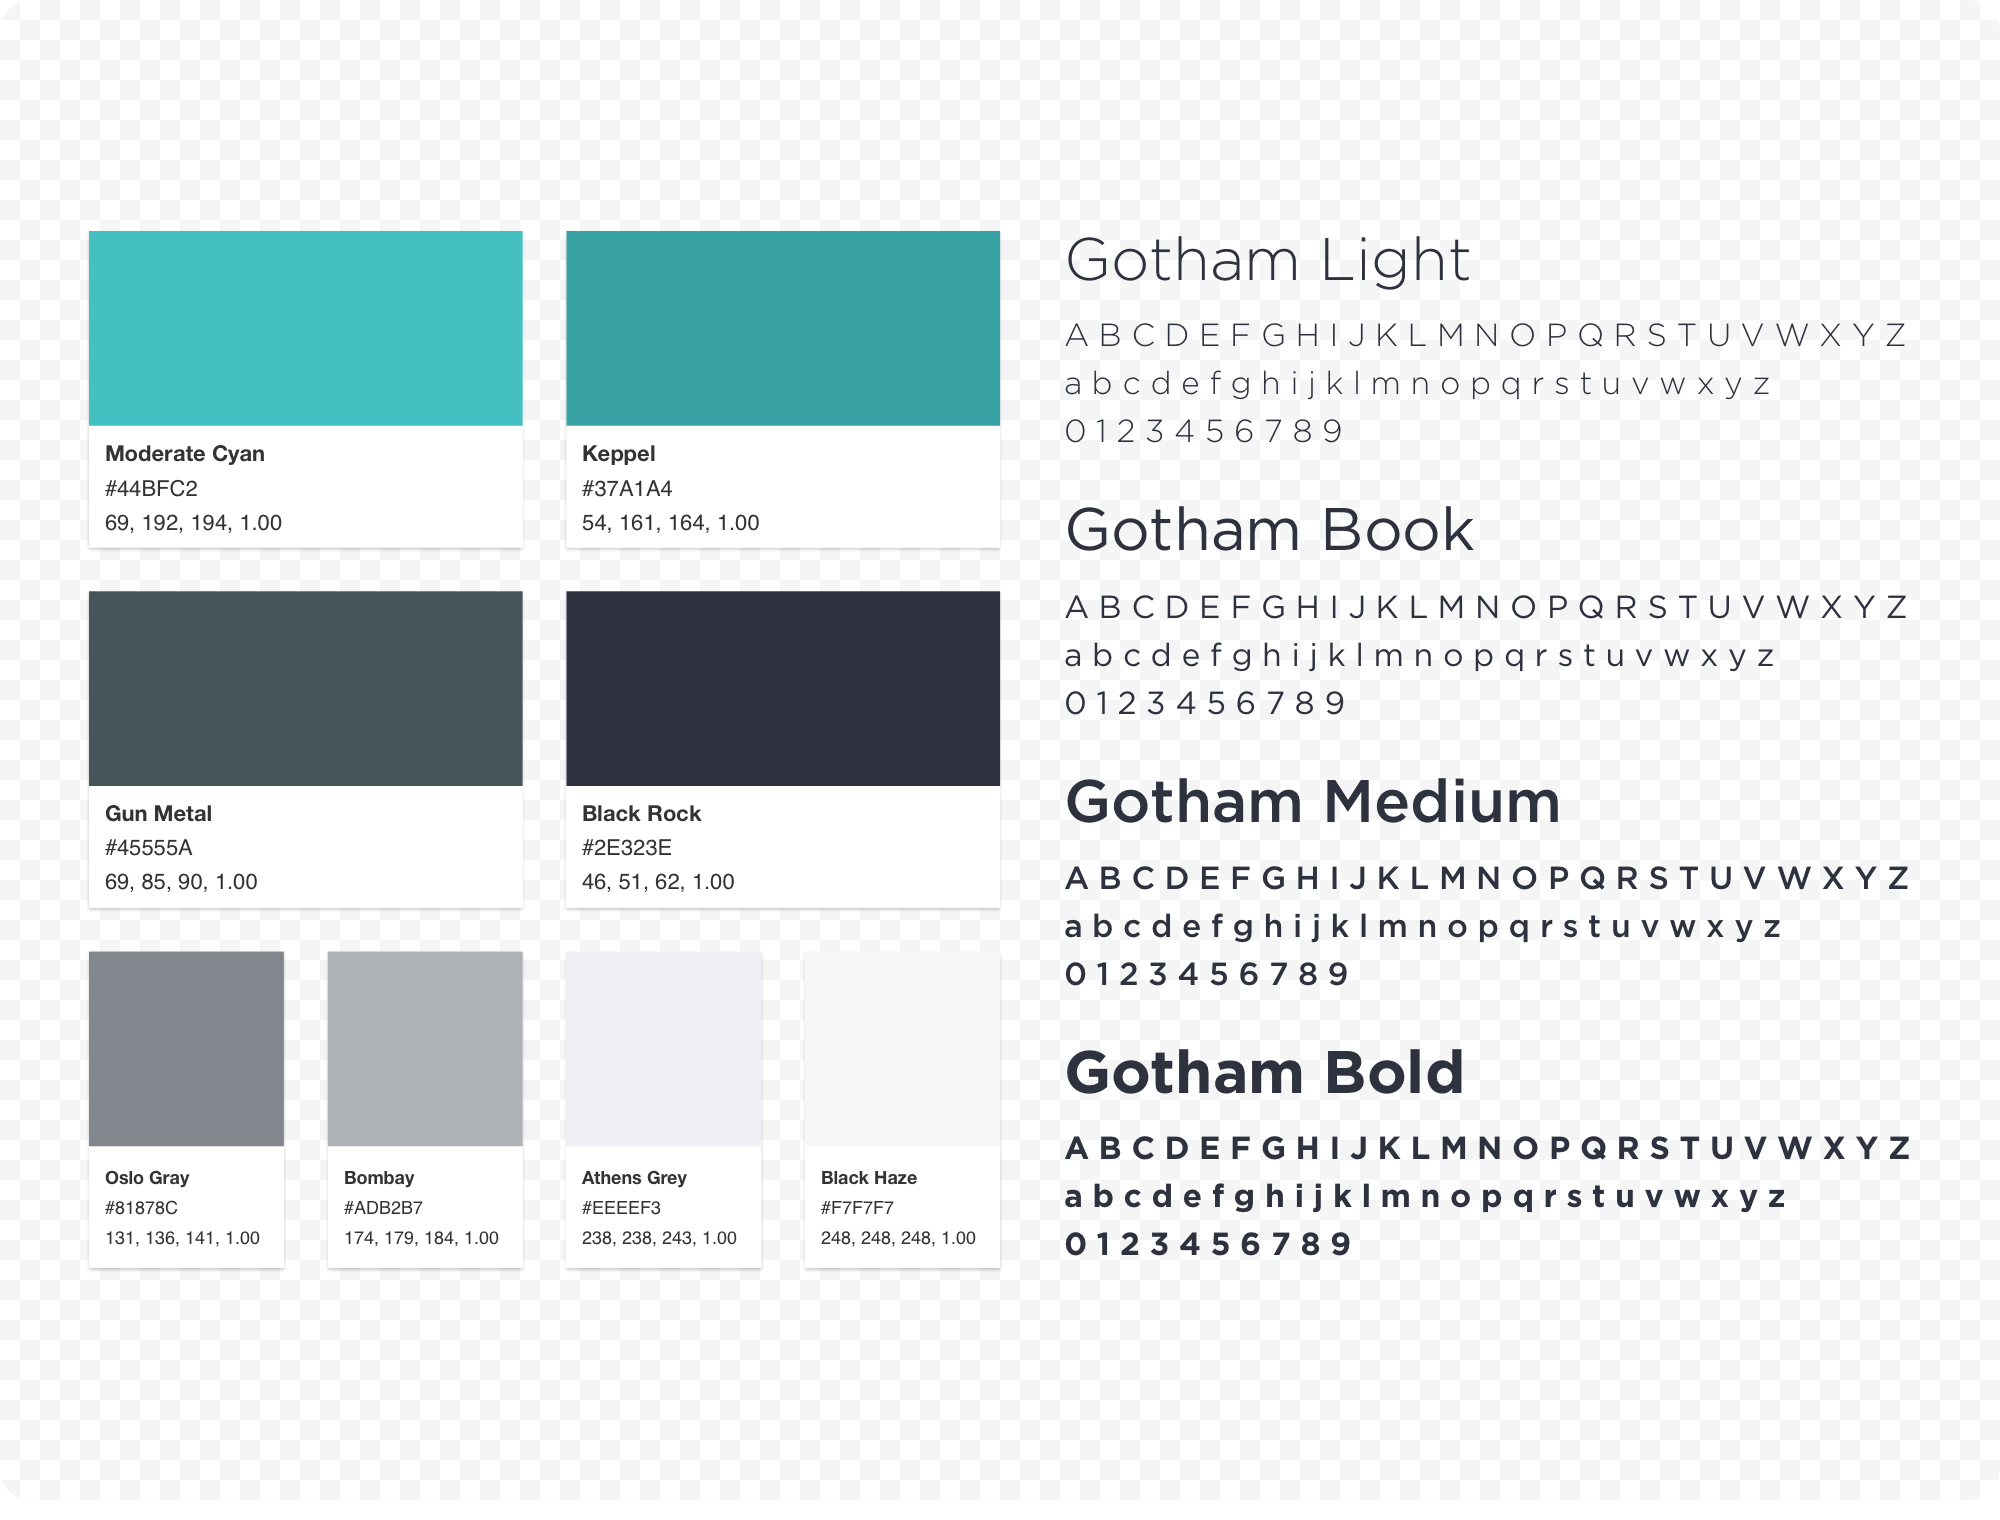 Moderate Cyan
#44BFC2
69, 192, 194, 1.00
Keppel
#37A1A4
54, 161, 164, 1.00
Gun Metal
#45555A
69, 85, 90, 1.00
Black Rock
#2E323E
46, 51, 62, 1.00
Oslo Gray
#81878C
131, 136, 141, 1.00
Bombay
#ADB2B7
174, 179, 184, 1.00
Athens Grey
#EEEEF3
238, 238, 243, 1.00
Black Haze
#F7F7F7
248, 248, 248, 1.00
Gotham Light
A B C D E F G H I J K L M N O P Q R S T U V W X Y Z
a b c d e f g h i j k l m n o p q r s t u v w x y z
0 1 2 3 4 5 6 7 8 9
Gotham Book
A B C D E F G H I J K L M N O P Q R S T U V W X Y Z
a b c d e f g h i j k l m n o p q r s t u v w x y z
0 1 2 3 4 5 6 7 8 9
Gotham Medium
A B C D E F G H I J K L M N O P Q R S T U V W X Y Z
a b c d e f g h i j k l m n o p q r s t u v w x y z
0 1 2 3 4 5 6 7 8 9
Gotham Bold
A B C D E F G H I J K L M N O P Q R S T U V W X Y Z
a b c d e f g h i j k l m n o p q r s t u v w x y z
0 1 2 3 4 5 6 7 8 9